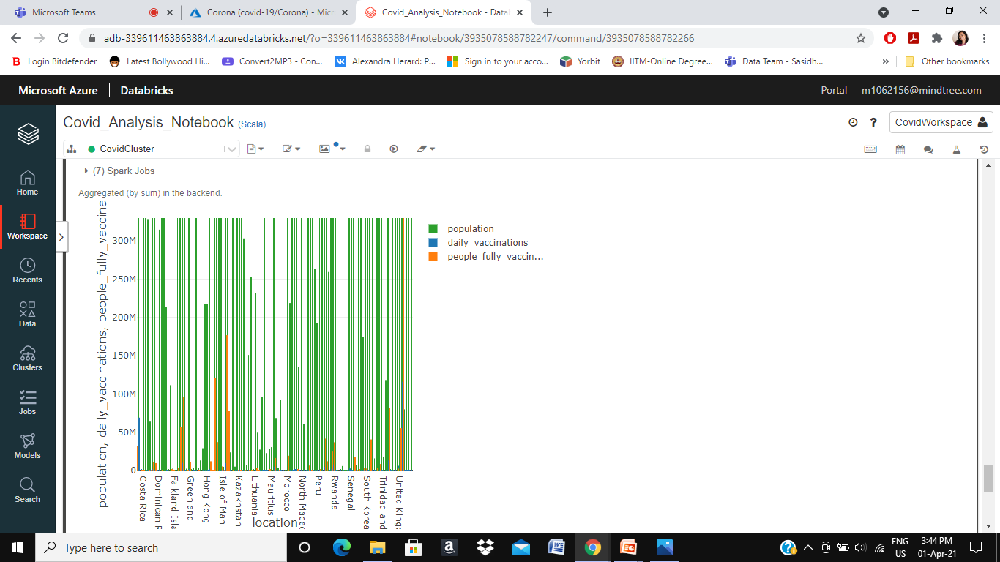 Microsoft Teams
Corona (covid-19/Corona) - Micr
Covid_Analysis_Notebook - Data
adb-339611463863884.4.azuredatabricks.net/?o=339611463863884#notebook/3935078588782247/command/3935078588782266
Login Bitdefender
Latest Bollywood Hi...
Convert2MP3 - Con...
Alexandra Herard: P...
Sign in to your acco...
Yorbit
IITM-Online Degree...
Data Team - Sasidh...
»
Other bookmarks
Microsoft Azure
Databricks
Portal
m1062156@mindtree.com
Covid_Analysis_Notebook (Scala)
? CovidWorkspace
CovidCluster
Home
Workspace
Recents
Data
Clusters
Jobs
Models
Search
(7) Spark Jobs
Aggregated (by sum) in the backend.
population, daily_vaccinations, people_fully_vaccina
300M
250M
200M
150M
100M
50M
0
Costa Rica
Dominican R
Falkland Isla
Greenland
Hong Kong
Isle of Man
Kazakhstan
Lithuania
Mauritius
Morocco
North Maced
Peru
Rwanda
Senegal
South Korea
Trinidad and
United Kingd
location
population
daily_vaccinations
people_fully_vaccin...
Type here to search
ENG
US
3:44 PM
01-Apr-21